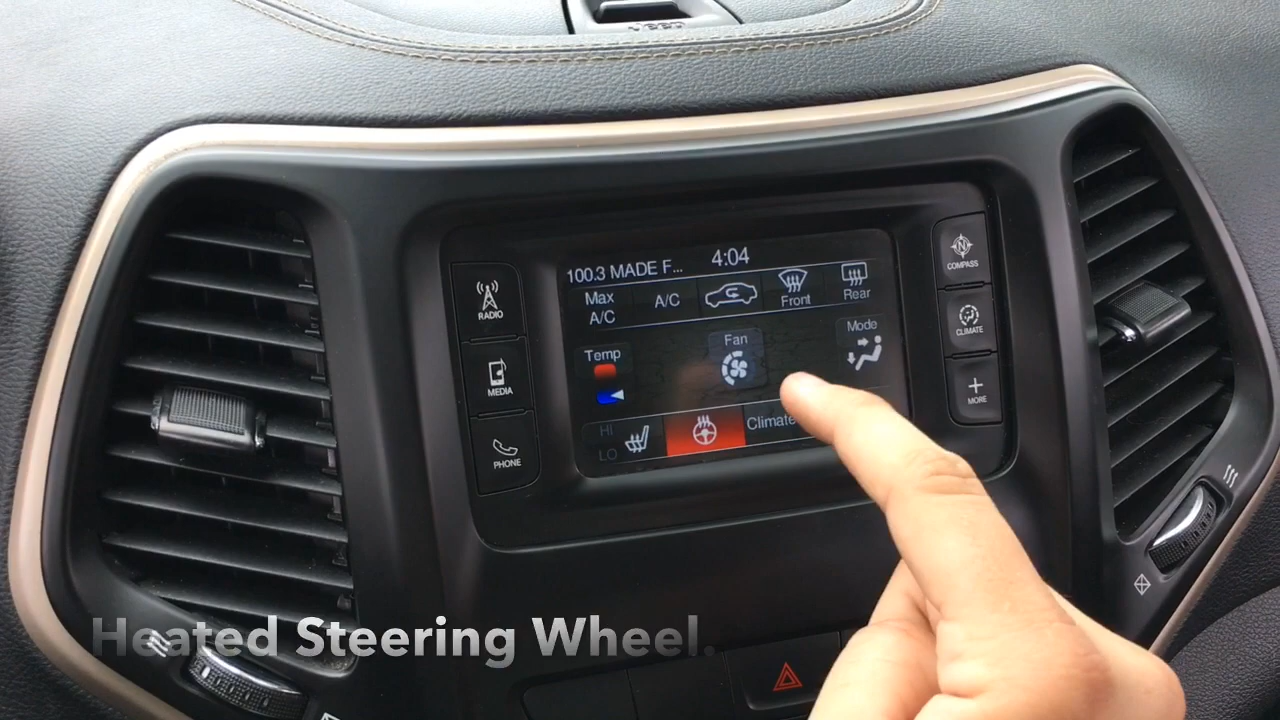 Jeep
100.3 MADE F... 4:04
Max
A/C
A/C
Front
Rear
Temp
Fan
Mode
HI
LO
Climate
RADIO
MEDIA
PHONE
COMPASS
CLIMATE
MORE
Heated Steering Wheel.